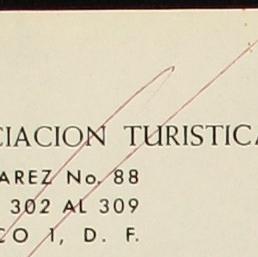 CIACION TURISTICA
AREZ No. 88
302 AL 309
CO 1, D. F.